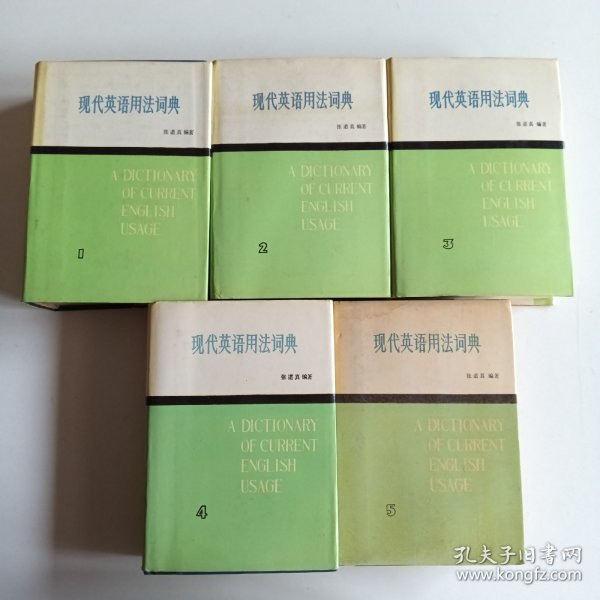 现代英语用法词典
张道真 编著
A DICTIONARY
OF CURRENT
ENGLISH
USAGE
1
现代英语用法词典
张道真 编著
A DICTIONARY
OF CURRENT
ENGLISH
USAGE
2
现代英语用法词典
张道真 编著
A DICTIONARY
OF CURRENT
ENGLISH
USAGE
3
现代英语用法词典
张道真 编著
A DICTIONARY
OF CURRENT
ENGLISH
USAGE
4
现代英语用法词典
张道真 编著
A DICTIONARY
OF CURRENT
ENGLISH
USAGE
5
孔夫子旧书网
www.kongfz.com